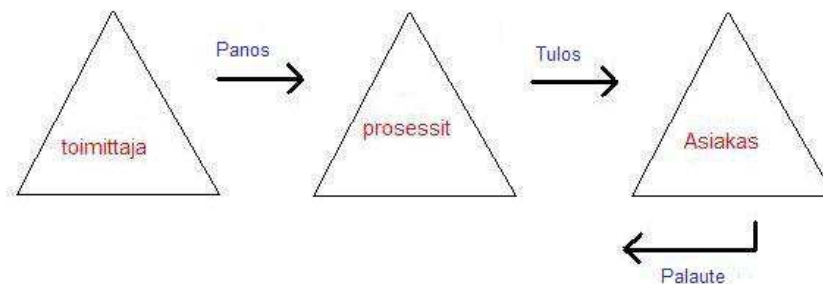 Panos
Tulos
toimittaja
prosessit
Asiakas
Palaute